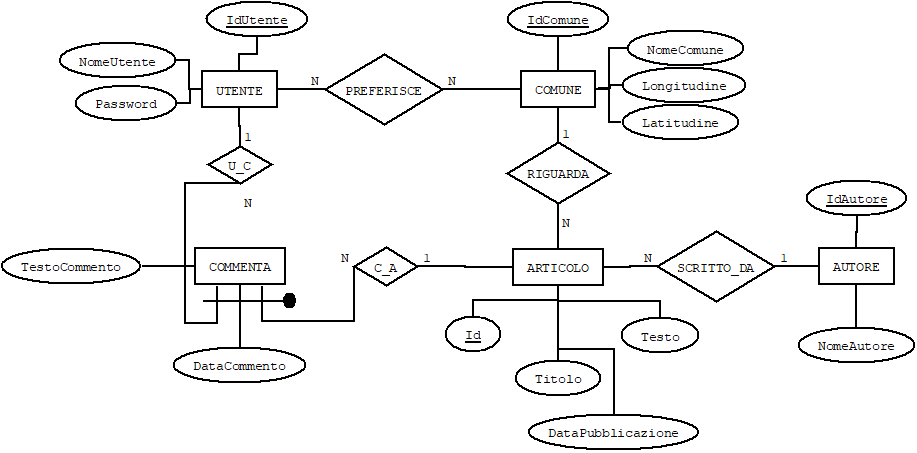 IdUtente
IdComune
NomeUtente
NomeComune
UTENTE
N
PREFERISCE
N
COMUNE
Longitudine
Password
Latitudine
1
1
U_C
RIGUARDA
N
IdAutore
N
TestoCommento
COMMENTA
N
C_A
1
ARTICOLO
N
SCRITTO_DA
1
AUTORE
Id
Testo
NomeAutore
DataCommento
Titolo
DataPubblicazione